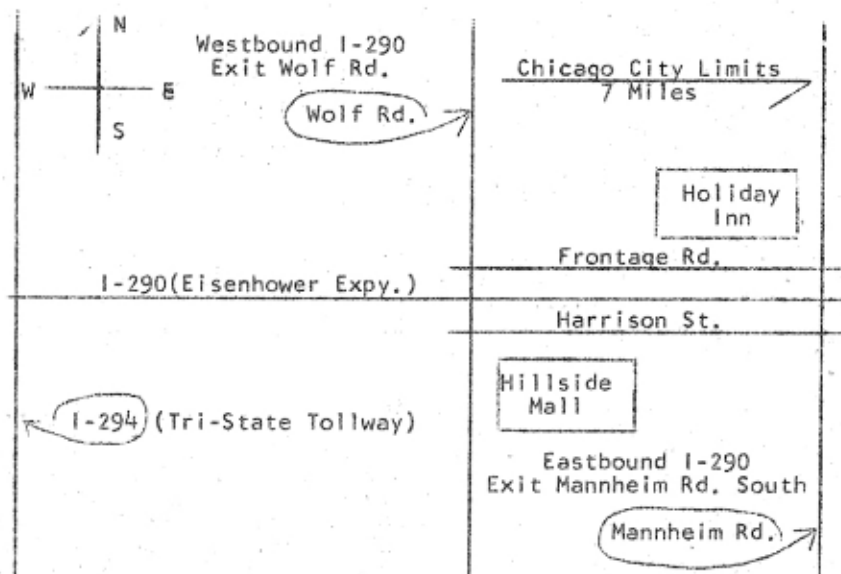 N
W E
S
Westbound I-290
Exit Wolf Rd.
Wolf Rd.
Chicago City Limits
7 Miles
Holiday
Inn
Frontage Rd.
I-290(Eisenhower Expy.)
Harrison St.
Hillside
Mall
I-294 (Tri-State Tollway)
Eastbound I-290
Exit Mannheim Rd. South
Mannheim Rd.